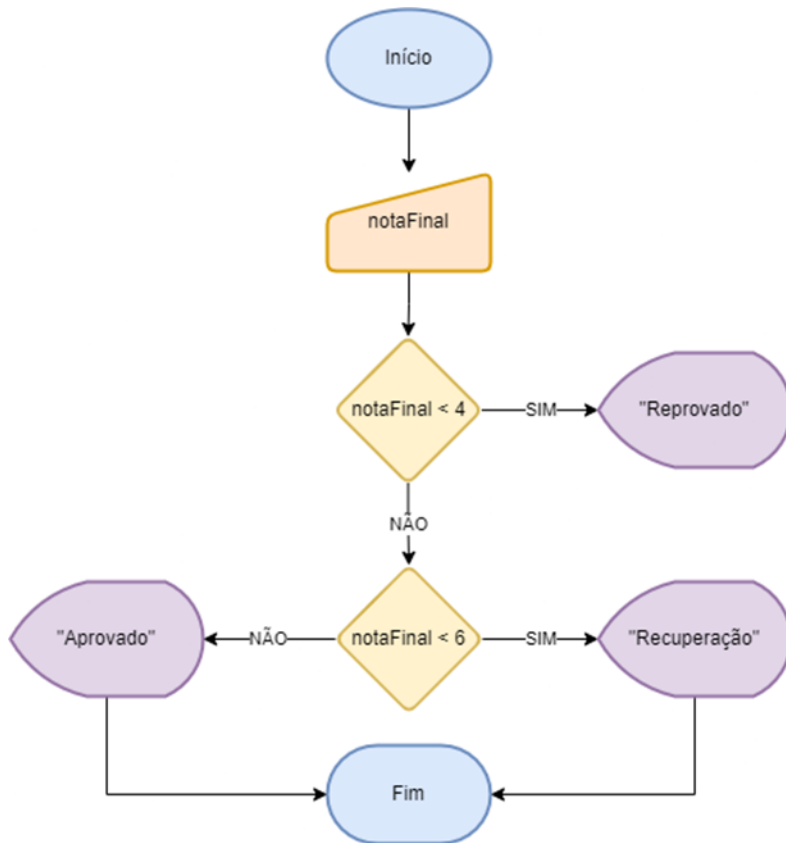 Início
notaFinal
notaFinal < 4
SIM
"Reprovado"
NÃO
"Aprovado"
NÃO
notaFinal < 6
SIM
"Recuperação"
Fim